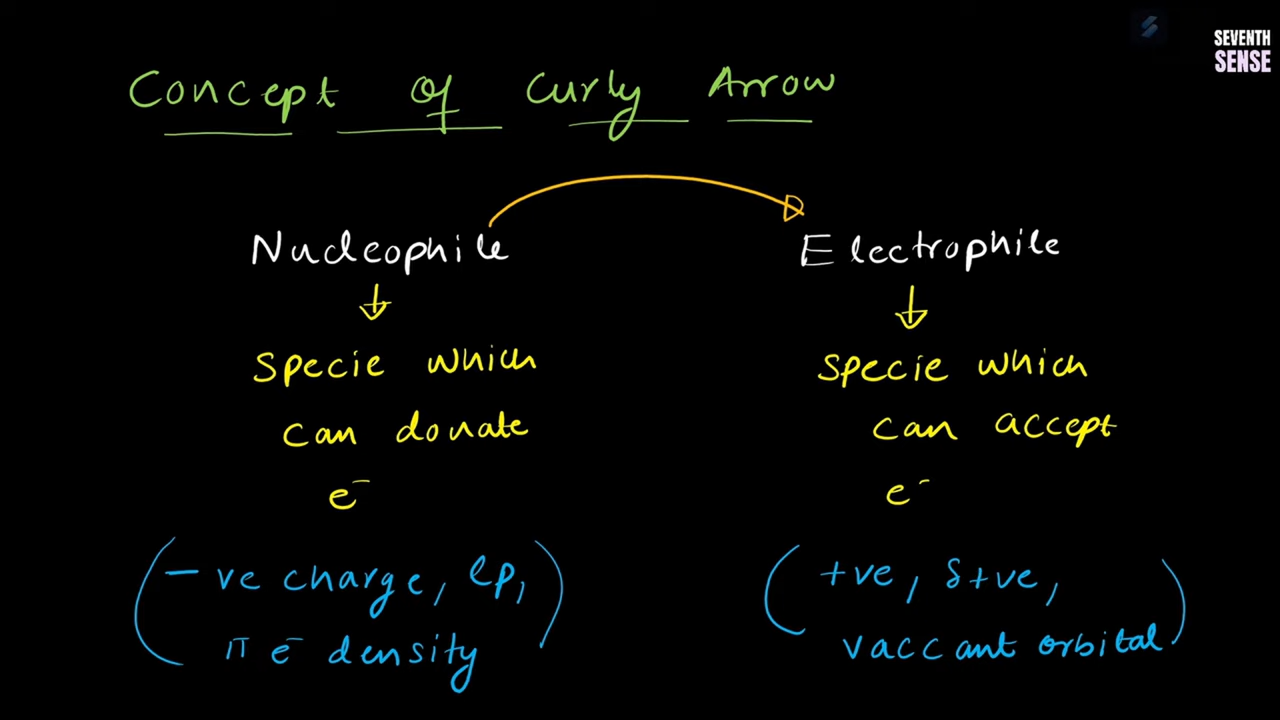 SEVENTH
SENSE
Concept of Curly Arrow
Nucleophile
Electrophile
Specie which
can donate
e⁻
Specie which
can accept
e⁻
(-ve charge, lp,
π e⁻ density)
(+ve, δ+ve,
vaccant orbital)